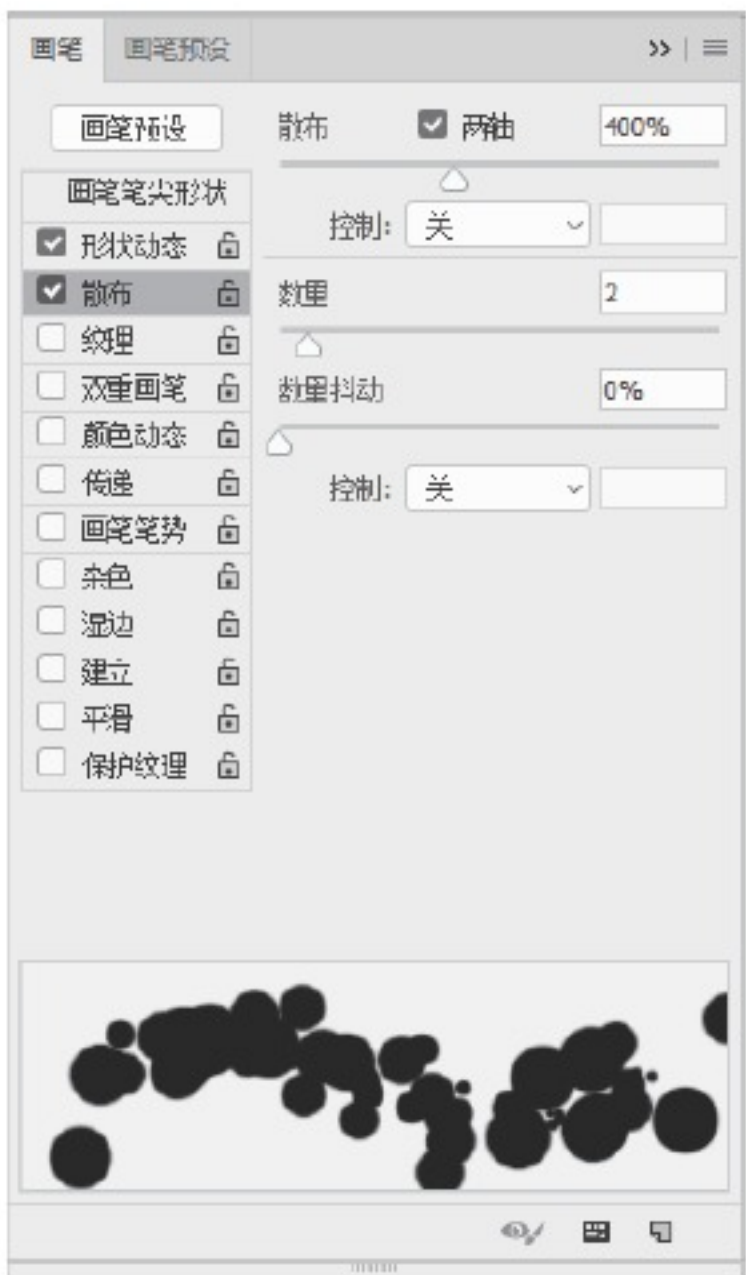 画笔 画笔预设
画笔预设
散布 两轴 400%
画笔笔尖形状
控制: 关
形状动态
散布
数量 2
纹理
双重画笔
数量抖动 0%
颜色动态
传递
控制: 关
画笔笔势
杂色
湿边
建立
平滑
保护纹理